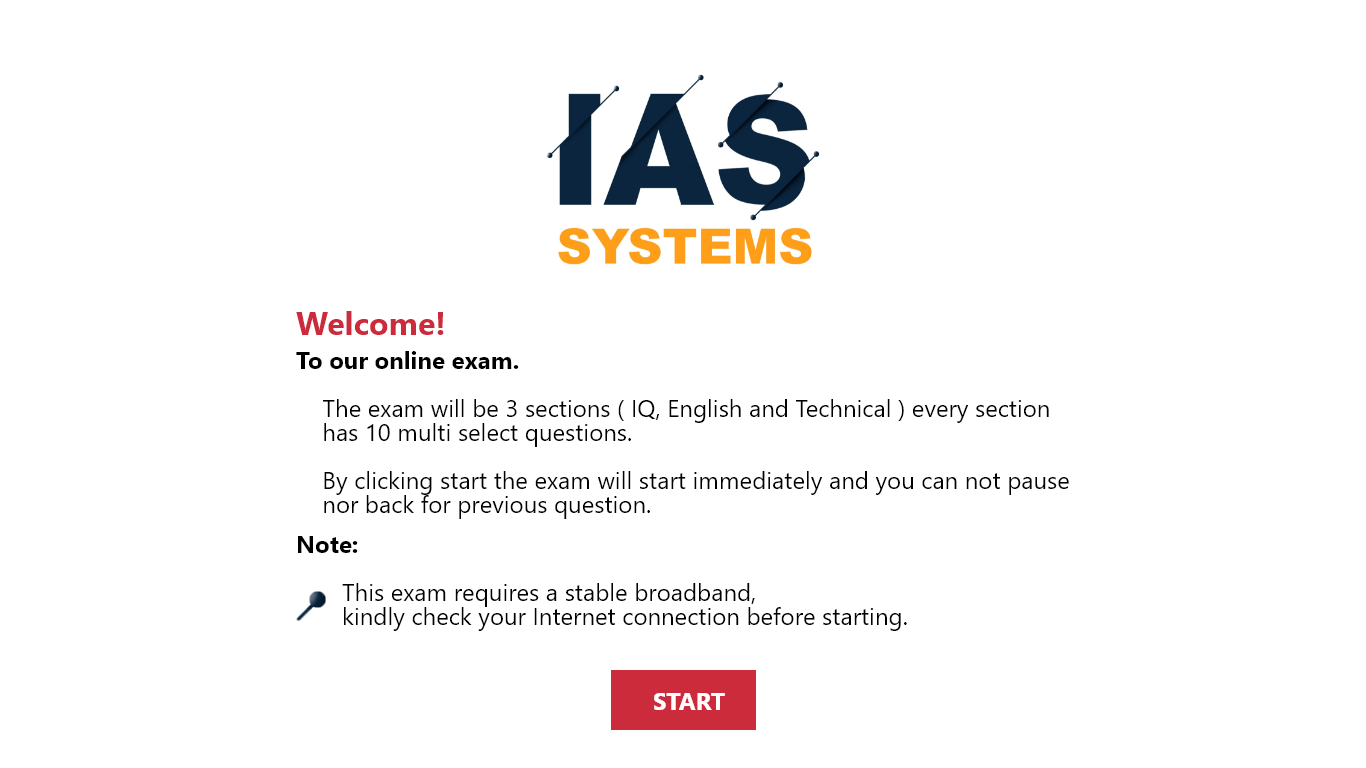 IAS
SYSTEMS
Welcome!
To our online exam.
The exam will be 3 sections ( IQ, English and Technical ) every section
has 10 multi select questions.
By clicking start the exam will start immediately and you can not pause
nor back for previous question.
Note:
This exam requires a stable broadband,
kindly check your Internet connection before starting.
START